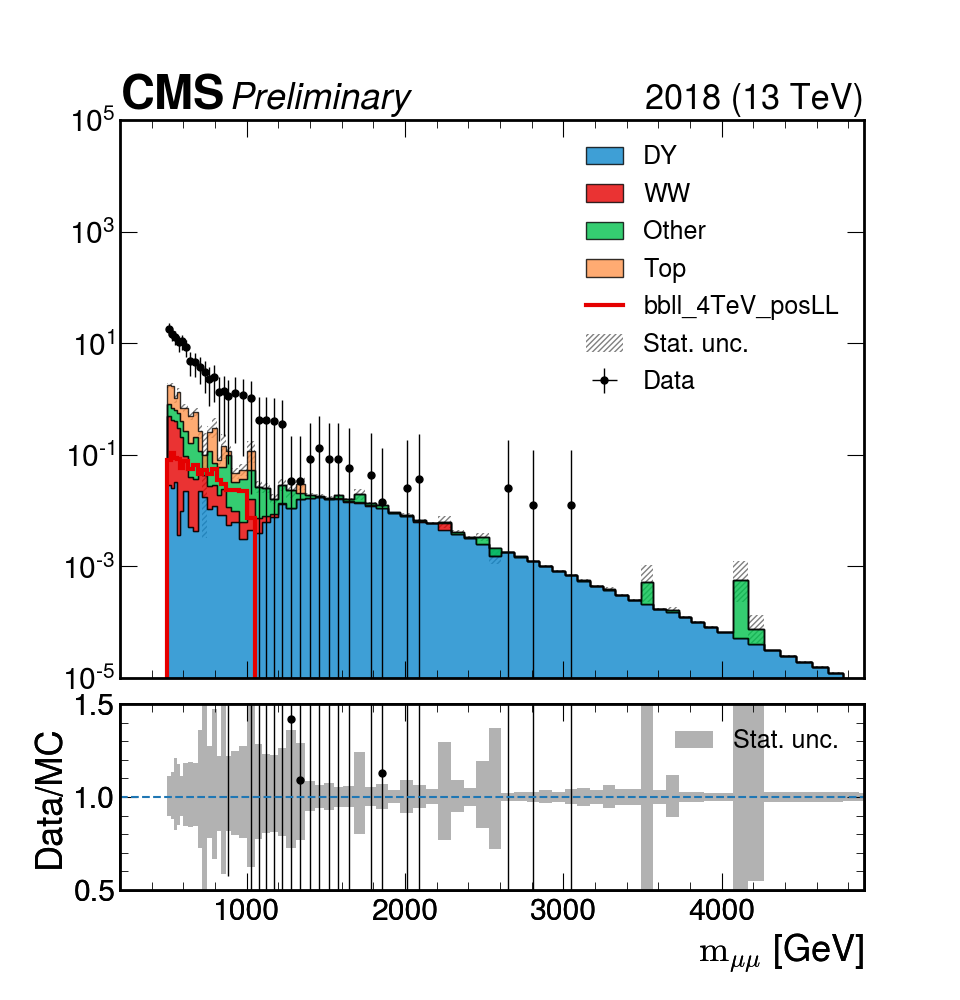 CMS Preliminary 2018 (13 TeV)
10^5
10^3
10^1
10^-1
10^-3
10^-5
DY
WW
Other
Top
bbll_4TeV_posLL
Stat. unc.
Data
1.5
1.0
0.5
Data/MC
Stat. unc.
1000 2000 3000 4000
m_μμ [GeV]